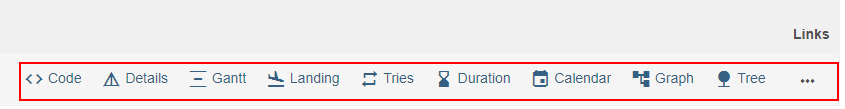 Links
Code Details Gantt Landing Tries Duration Calendar Graph Tree ...